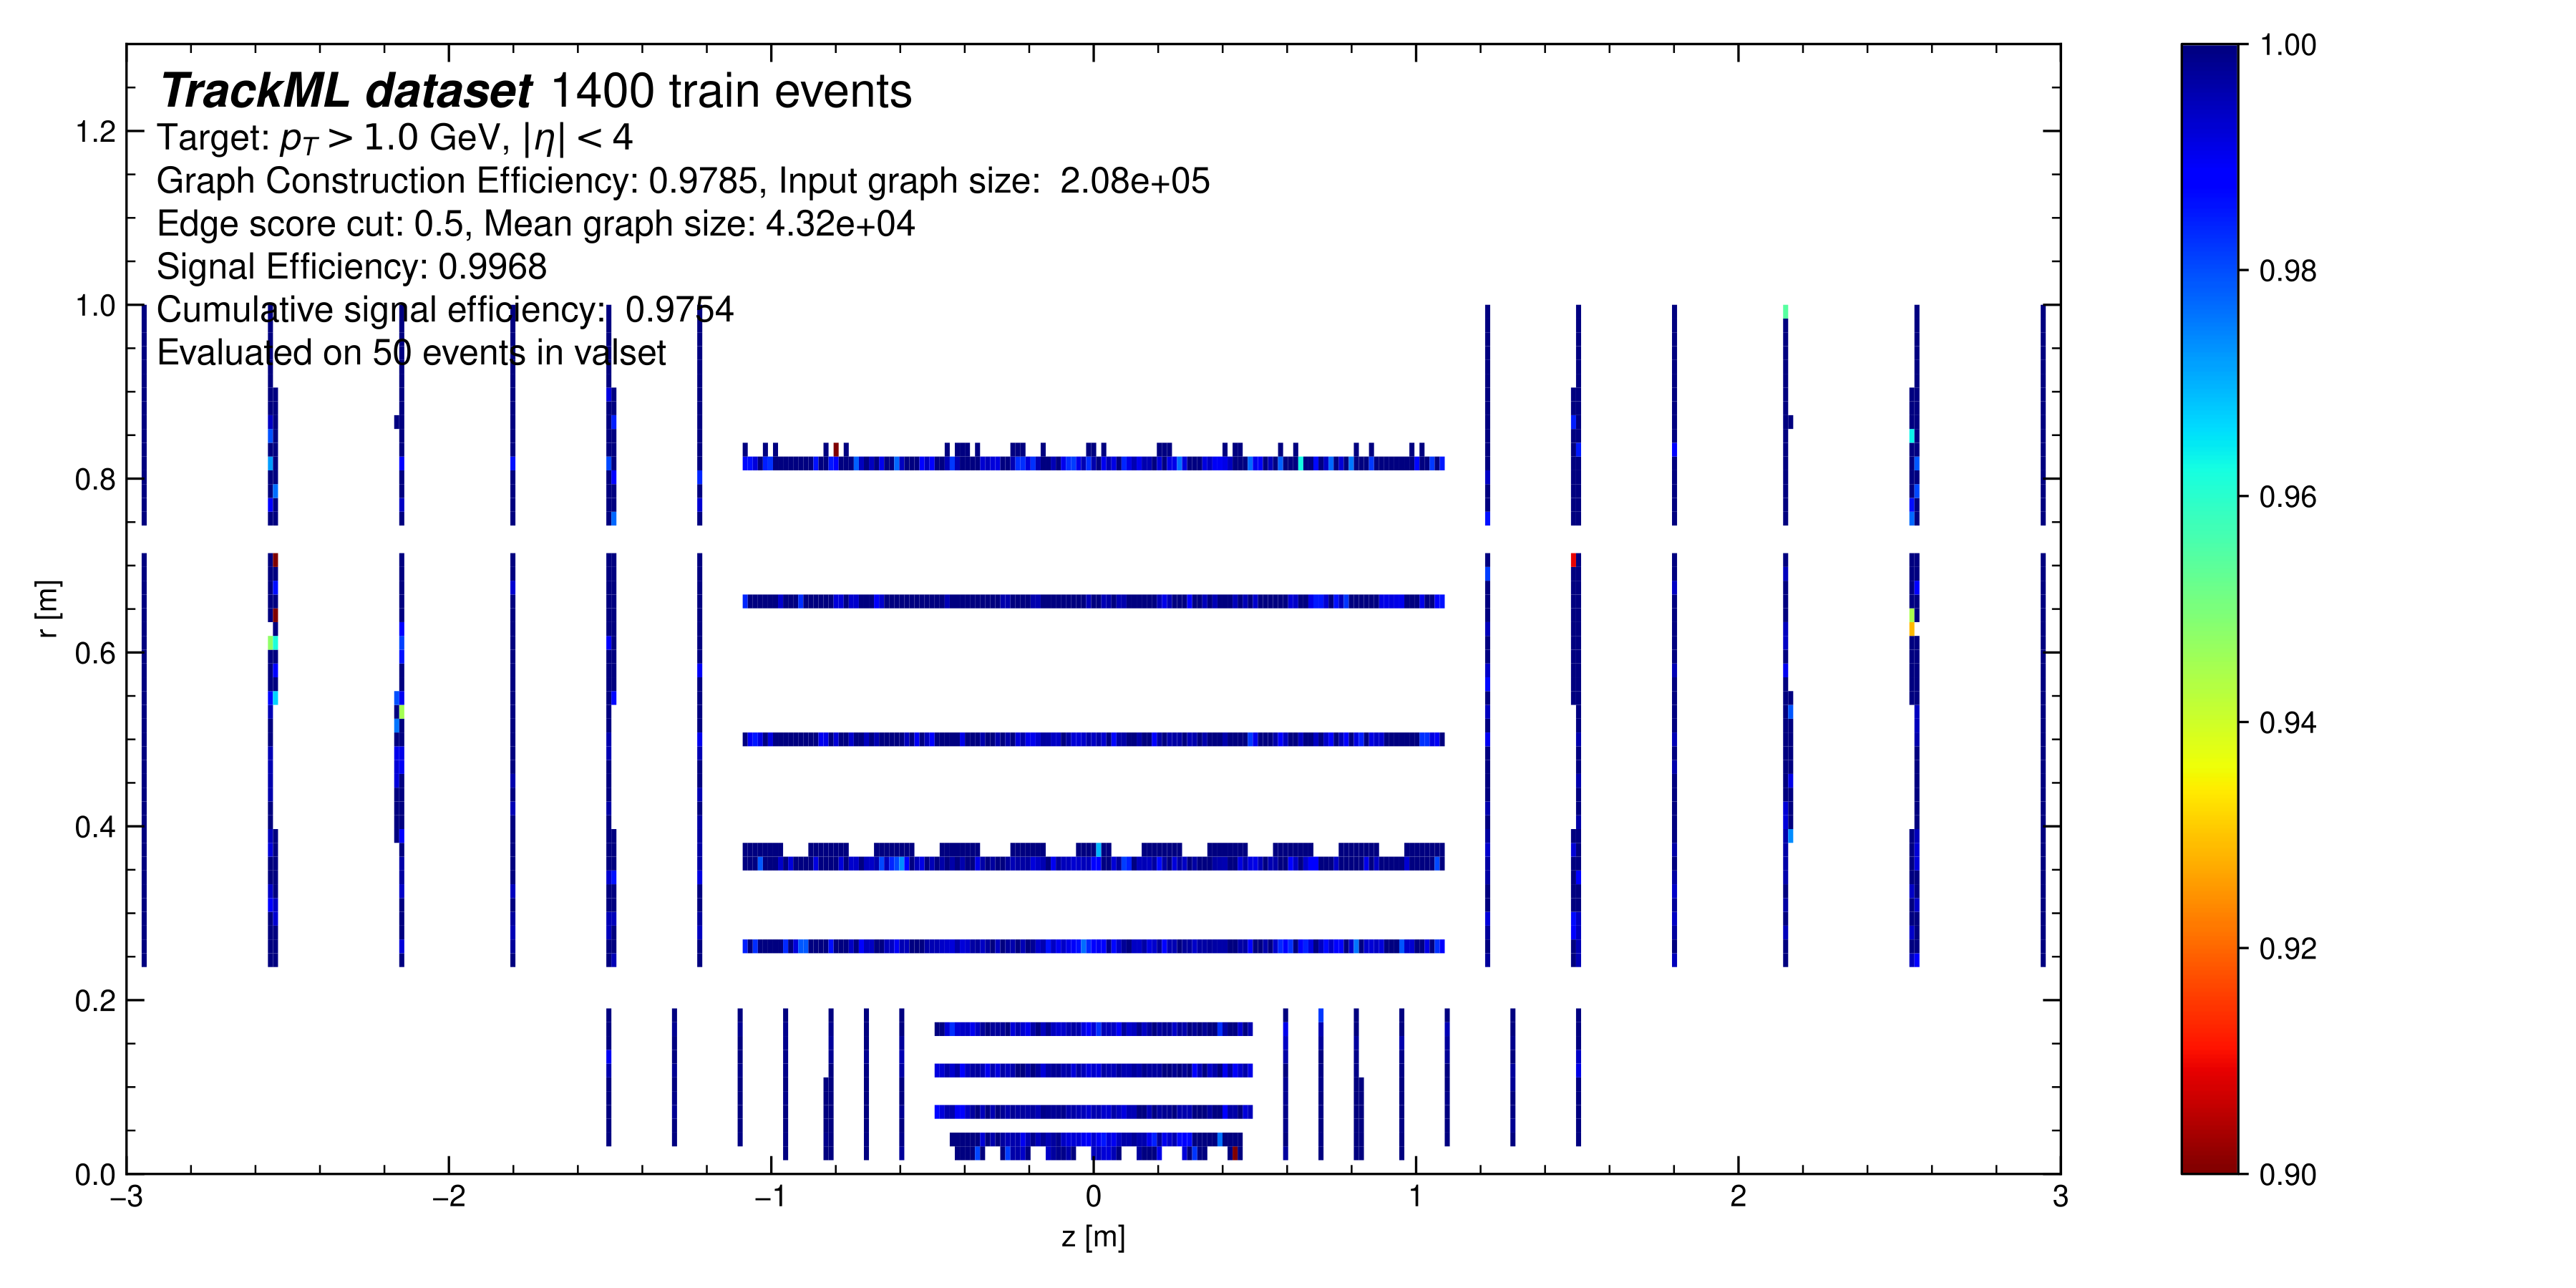 TrackML dataset 1400 train events
Target: p_T > 1.0 GeV, |η| < 4
Graph Construction Efficiency: 0.9785, Input graph size: 2.08e+05
Edge score cut: 0.5, Mean graph size: 4.32e+04
Signal Efficiency: 0.9968
Cumulative signal efficiency: 0.9754
Evaluated on 50 events in valset
1.2
1.0
0.8
0.6
0.4
0.2
0.0
r [m]
−3
−2
−1
0
1
2
3
z [m]
1.00
0.98
0.96
0.94
0.92
0.90